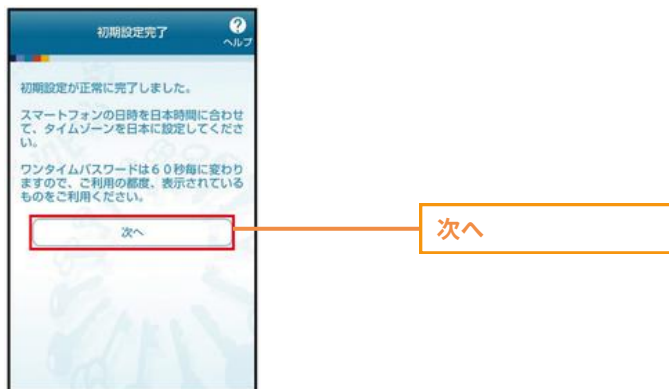 初期設定完了
?
ヘルプ
初期設定が正常に完了しました。
スマートフォンの日時を日本時間に合わせ
て、タイムゾーンを日本に設定してくださ
い。
ワンタイムパスワードは６０秒毎に変わり
ますので、ご利用の都度、表示されている
ものをご利用ください。
次へ
次へ